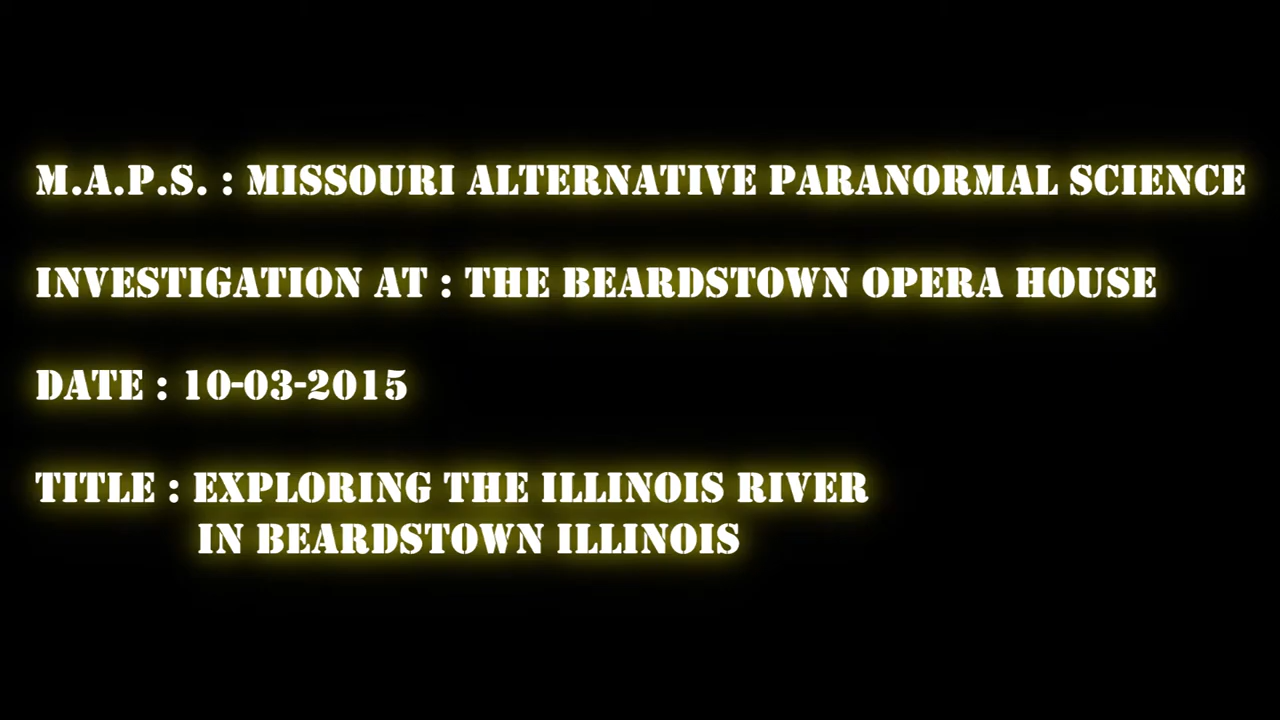 M.A.P.S. : MISSOURI ALTERNATIVE PARANORMAL SCIENCE
INVESTIGATION AT : THE BEARDSTOWN OPERA HOUSE
DATE : 10-03-2015
TITLE : EXPLORING THE ILLINOIS RIVER
IN BEARDSTOWN ILLINOIS